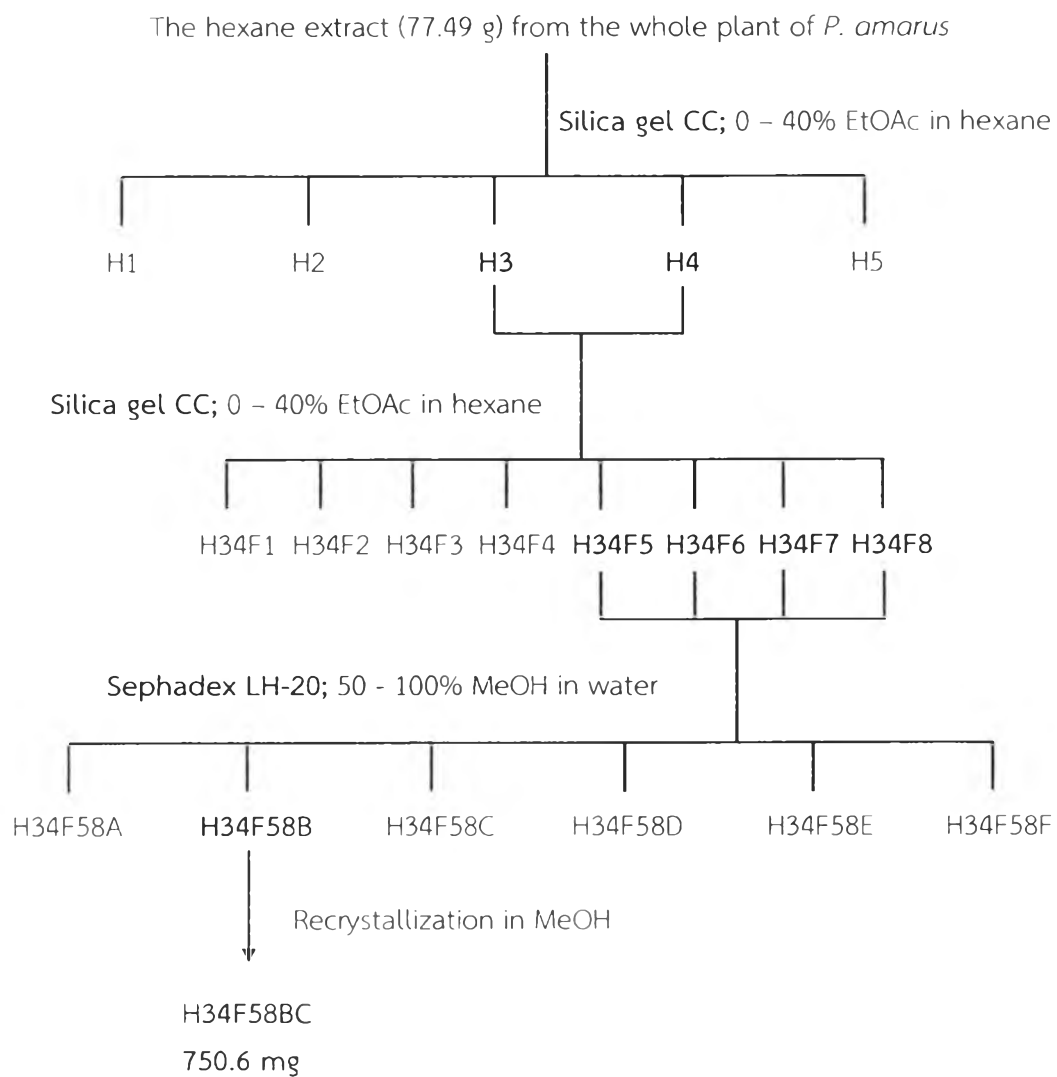 The hexane extract (77.49 g) from the whole plant of P. amarus
Silica gel CC; 0 – 40% EtOAc in hexane
H1 H2 H3 H4 H5
Silica gel CC; 0 – 40% EtOAc in hexane
H34F1 H34F2 H34F3 H34F4 H34F5 H34F6 H34F7 H34F8
Sephadex LH-20; 50 - 100% MeOH in water
H34F58A H34F58B H34F58C H34F58D H34F58E H34F58F
Recrystallization in MeOH
H34F58BC
750.6 mg